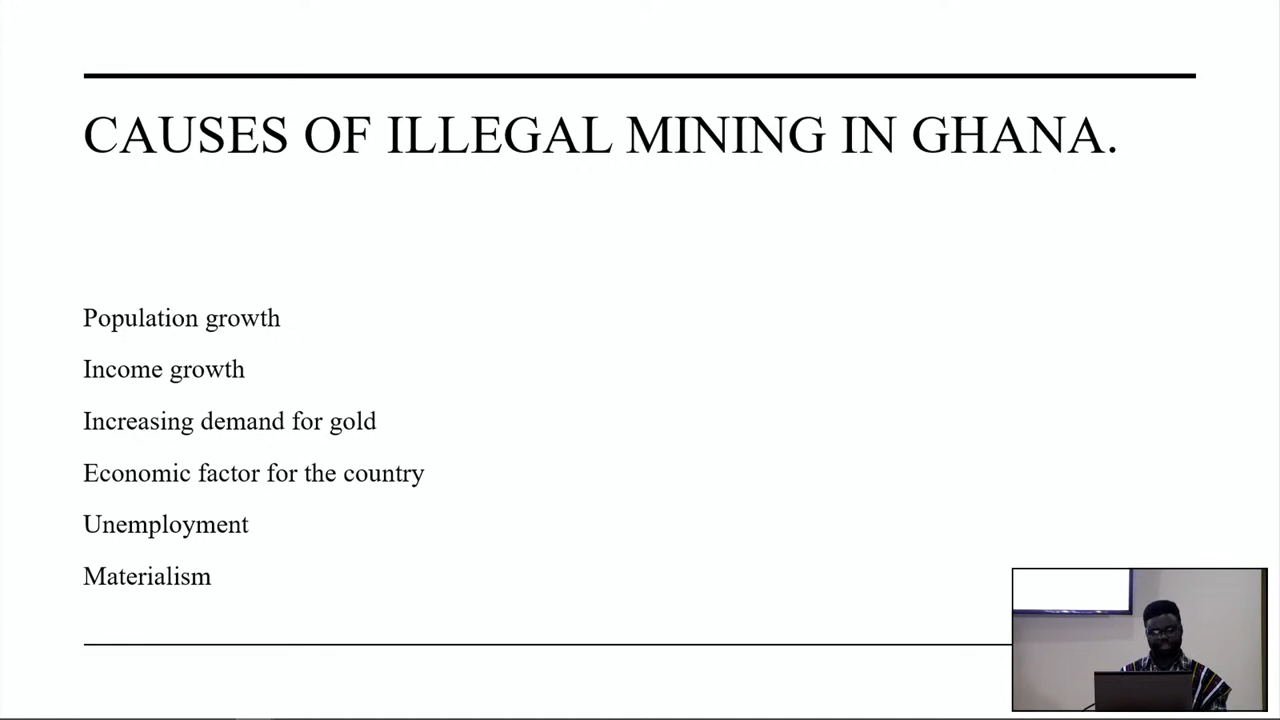 CAUSES OF ILLEGAL MINING IN GHANA.
Population growth
Income growth
Increasing demand for gold
Economic factor for the country
Unemployment
Materialism